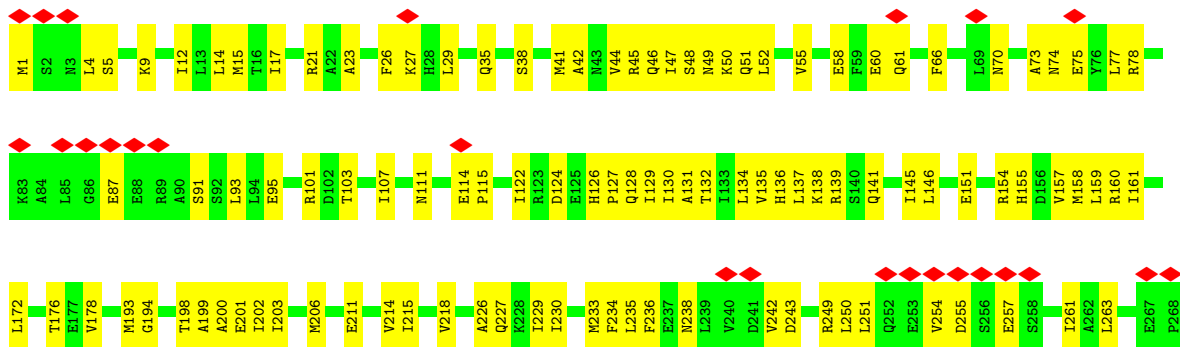 M1 S2 N3 L4 S5 K9 I12 L13 L14 M15 T16 I17 R21 A22 A23 F26 K27 H28 L29 Q35 S38 M41 A42 N43 V44 R45 Q46 I47 S48 N49 K50 Q51 L52 V55 E58 F59 E60 Q61 F66 L69 N70 A73 N74 E75 Y76 L77 R78
K83 A84 L85 G86 E87 E88 R89 A90 S91 S92 L93 L94 E95 R101 D102 T103 I107 N111 E114 P115 I122 R123 D124 E125 H126 P127 Q128 I129 I130 A131 T132 I133 L134 V135 H136 L137 K138 R139 S140 Q141 I145 L146 E151 R154 H155 D156 V157 M158 L159 R160 I161
L172 T176 E177 V178 M193 G194 T198 A199 A200 E201 I202 I203 M206 E211 V214 I215 V218 A226 Q227 K228 I229 I230 M233 F234 L235 F236 E237 N238 L239 V240 D241 V242 D243 R249 L250 L251 Q252 E253 V254 D255 S256 E257 S258 I261 A262 L263 E267 P268